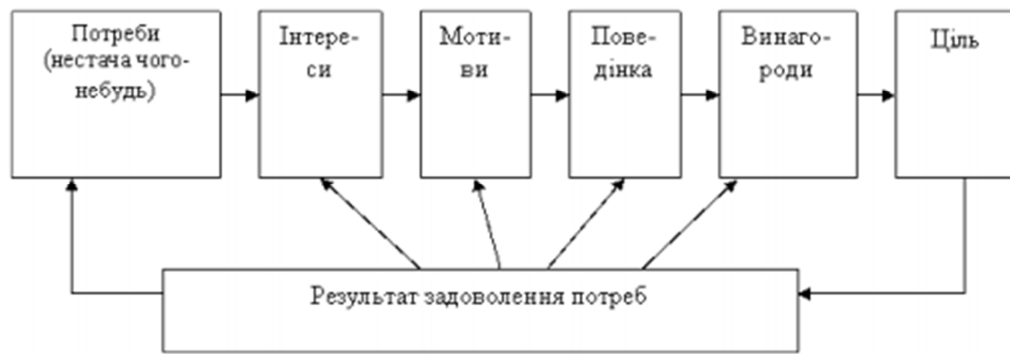 Потреби
(нестача чого-
небудь)
Інтере-
си
Моти-
ви
Пове-
дінка
Винаго-
роди
Ціль
Результат задоволення потреб